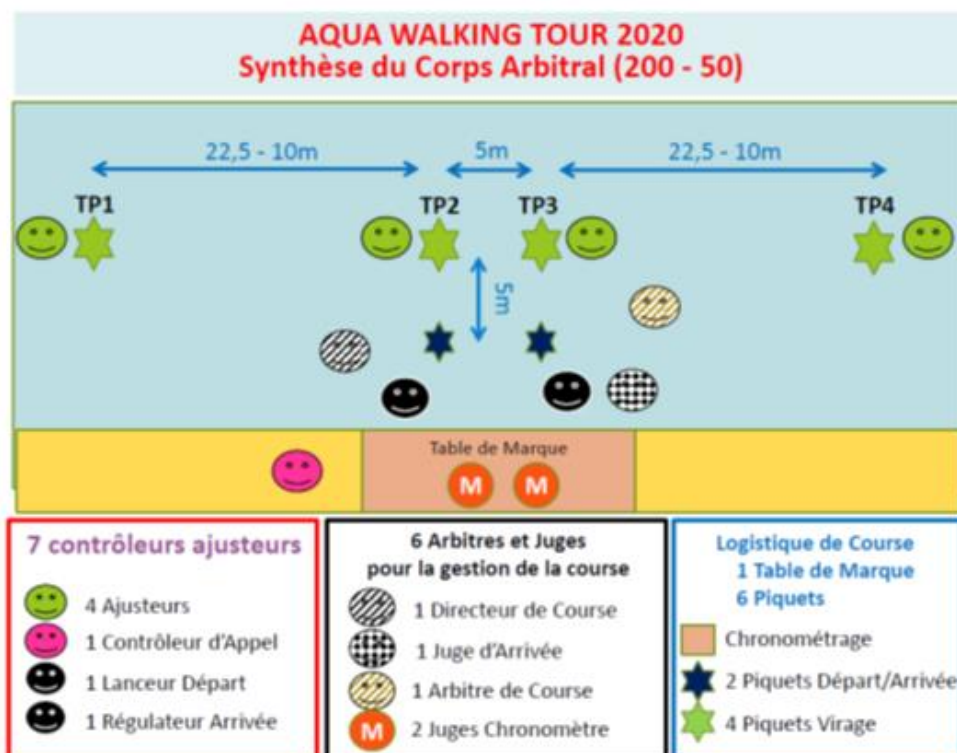 AQUA WALKING TOUR 2020
Synthèse du Corps Arbitral (200 - 50)
22,5 - 10m
5m
22,5 - 10m
TP1
TP2
TP3
TP4
5m
Table de Marque
M
M
7 contrôleurs ajusteurs
4 Ajusteurs
1 Contrôleur d'Appel
1 Lanceur Départ
1 Régulateur Arrivée
6 Arbitres et Juges
pour la gestion de la course
1 Directeur de Course
1 Juge d'Arrivée
1 Arbitre de Course
M 2 Juges Chronomètre
Logistique de Course
1 Table de Marque
6 Piquets
Chronométrage
2 Piquets Départ/Arrivée
4 Piquets Virage